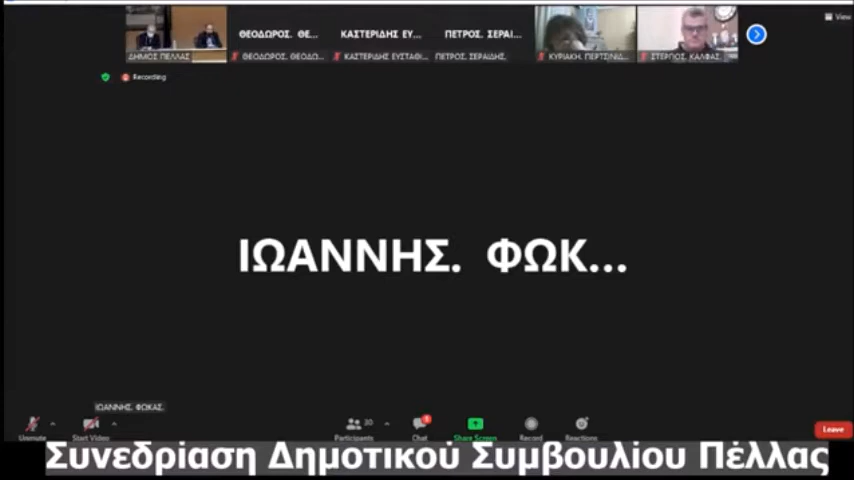 View
ΘΕΟΔΩΡΟΣ. ΘΕ...
ΚΑΣΤΕΡΙΔΗΣ ΕΥ...
ΠΕΤΡΟΣ. ΣΕΡΑΙ...
ΔΗΜΟΣ ΠΕΛΛΑΣ
ΘΕΟΔΩΡΟΣ. ΘΕΟΔΩ...
ΚΑΣΤΕΡΙΔΗΣ ΕΥΣΤΑΘΙ...
ΠΕΤΡΟΣ. ΣΕΡΑΙΔΗΣ.
ΚΥΡΙΑΚΗ. ΠΕΡΤΣΙΝΙΔ...
ΣΤΕΡΓΙΟΣ. ΚΑΛΦΑΣ.
Recording
ΙΩΑΝΝΗΣ. ΦΩΚ...
ΙΩΑΝΝΗΣ. ΦΩΚΑΣ.
Unmute
Start Video
Participants
Chat
Share Screen
Record
Reactions
Leave
Συνεδρίαση Δημοτικού Συμβουλίου Πέλλας